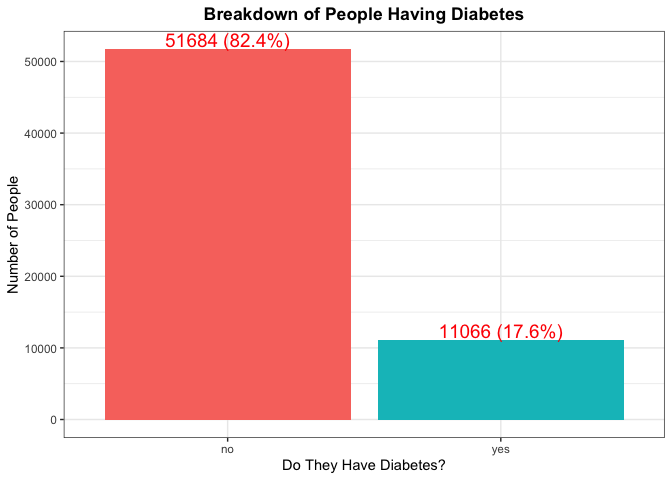 Breakdown of People Having Diabetes
51684 (82.4%)
50000
40000
30000
20000
11066 (17.6%)
10000
0
Number of People
no
yes
Do They Have Diabetes?